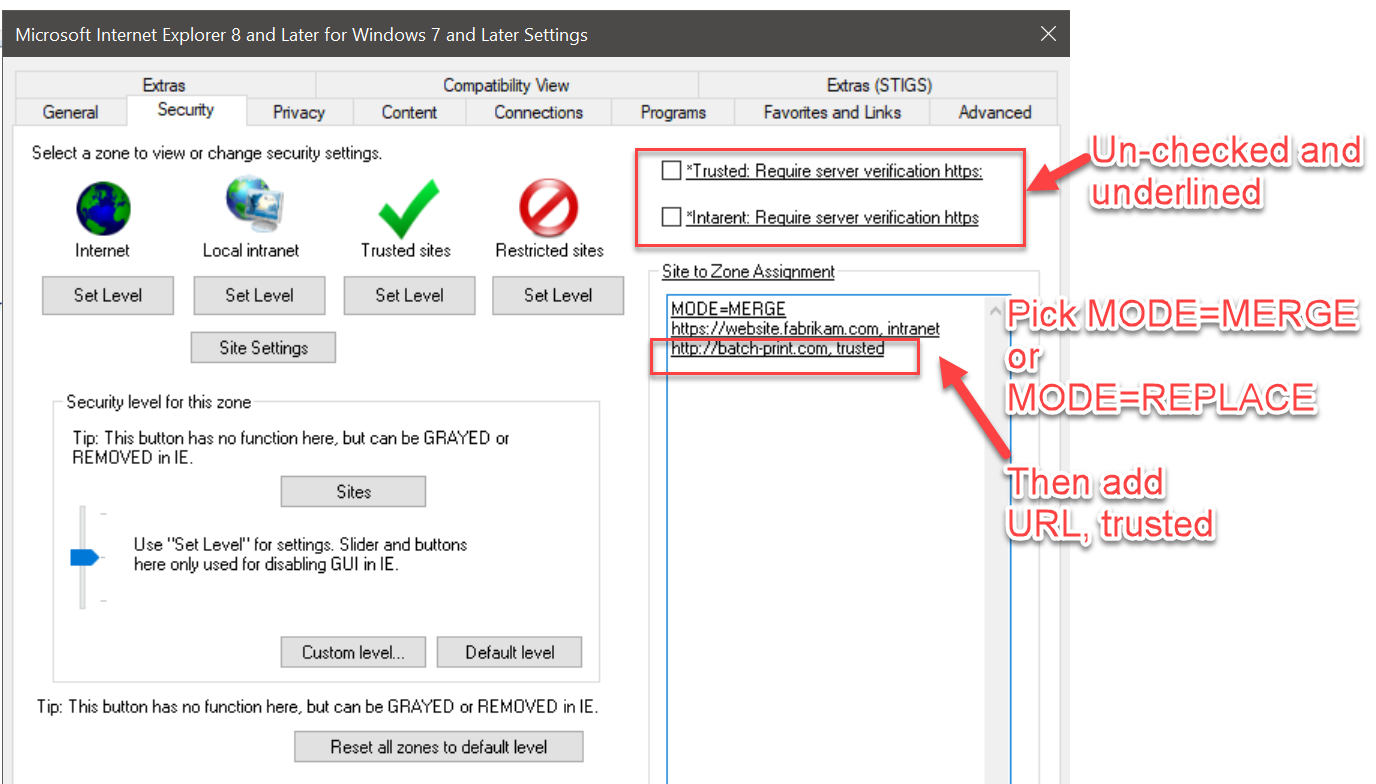 Microsoft Internet Explorer 8 and Later for Windows 7 and Later Settings
Extras
Compatibility View
Extras (STIGS)
General
Security
Privacy
Content
Connections
Programs
Favorites and Links
Advanced
Select a zone to view or change security settings.
Internet
Local intranet
Trusted sites
Restricted sites
Set Level
Set Level
Set Level
Set Level
Site Settings
Security level for this zone
Tip: This button has no function here, but can be GRAYED or
REMOVED in IE.
Sites
Use "Set Level" for settings. Slider and buttons
here only used for disabling GUI in IE.
Custom level...
Default level
Tip: This button has no function here, but can be GRAYED or REMOVED in IE.
Reset all zones to default level
*Trusted: Require server verification https:
*Intarent: Require server verification https
Site to Zone Assignment
MODE=MERGE
https://website.fabrikam.com, intranet
http://batch-print.com, trusted
Un-checked and
underlined
Pick MODE=MERGE
or
MODE=REPLACE
Then add
URL, trusted